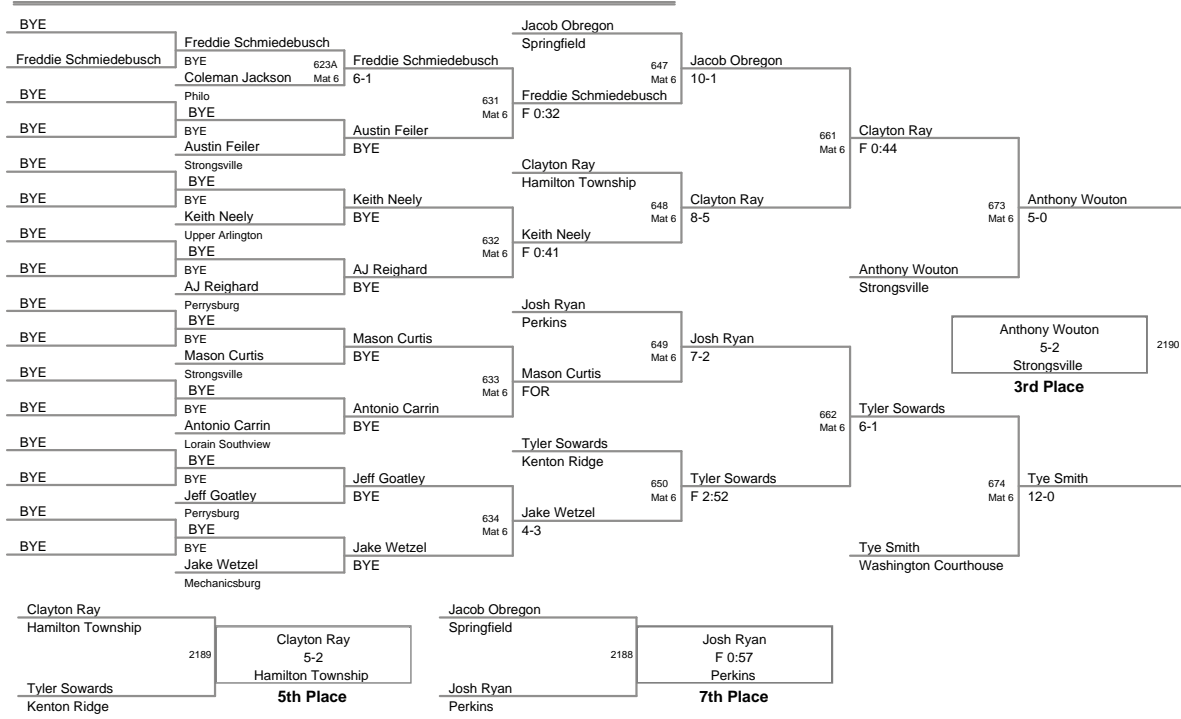 BYE
Freddie Schmiedebusch
BYE
BYE
BYE
BYE
BYE
BYE
BYE
BYE
BYE
BYE
BYE
BYE
BYE
BYE
Freddie Schmiedebusch
BYE
Coleman Jackson
Philo
623A
Mat 6
BYE
BYE
Austin Feiler
Strongsville
BYE
BYE
Keith Neely
Upper Arlington
BYE
BYE
AJ Reighard
Perrysburg
BYE
BYE
Mason Curtis
Strongsville
BYE
BYE
Antonio Carrin
Lorain Southview
BYE
BYE
Jeff Goatley
Perrysburg
BYE
BYE
Jake Wetzel
Mechanicsburg
Freddie Schmiedebusch
6-1
631
Mat 6
Austin Feiler
BYE
Keith Neely
BYE
632
Mat 6
AJ Reighard
BYE
Mason Curtis
BYE
633
Mat 6
Antonio Carrin
BYE
Jeff Goatley
BYE
634
Mat 6
Jake Wetzel
BYE
Jacob Obregon
Springfield
647
Mat 6
Freddie Schmiedebusch
F 0:32
Clayton Ray
Hamilton Township
648
Mat 6
Keith Neely
F 0:41
Josh Ryan
Perkins
649
Mat 6
Mason Curtis
FOR
Tyler Sowards
Kenton Ridge
650
Mat 6
Jake Wetzel
4-3
Jacob Obregon
10-1
661
Mat 6
Clayton Ray
8-5
Josh Ryan
7-2
662
Mat 6
Tyler Sowards
F 2:52
Clayton Ray
F 0:44
673
Mat 6
Anthony Wouton
Strongsville
Tyler Sowards
6-1
674
Mat 6
Tye Smith
Washington Courthouse
Anthony Wouton
5-0
Anthony Wouton
5-2
Strongsville
2190
3rd Place
Tye Smith
12-0
Clayton Ray
Hamilton Township
2189
Tyler Sowards
Kenton Ridge
Clayton Ray
5-2
Hamilton Township
5th Place
Jacob Obregon
Springfield
2188
Josh Ryan
Perkins
Josh Ryan
F 0:57
Perkins
7th Place